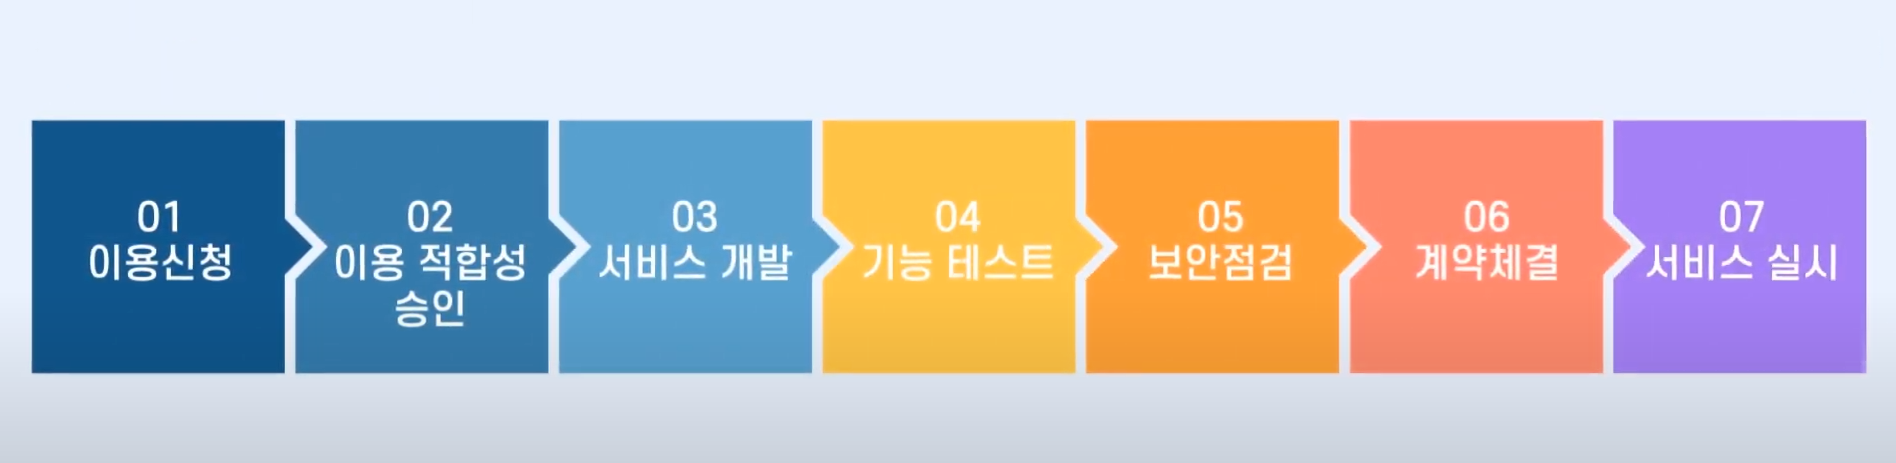 01
이용신청
02
이용 적합성
승인
03
서비스 개발
04
기능 테스트
05
보안점검
06
계약체결
07
서비스 실시